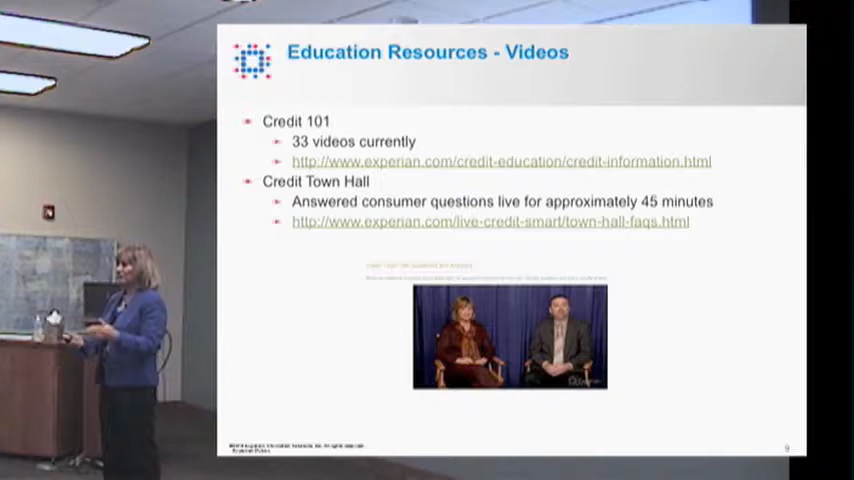 Education Resources - Videos
Credit 101
33 videos currently
http://www.experian.com/credit-education/credit-information.html
Credit Town Hall
Answered consumer questions live for approximately 45 minutes
http://www.experian.com/live-credit-smart/town-hall-faqs.html
Experian
9